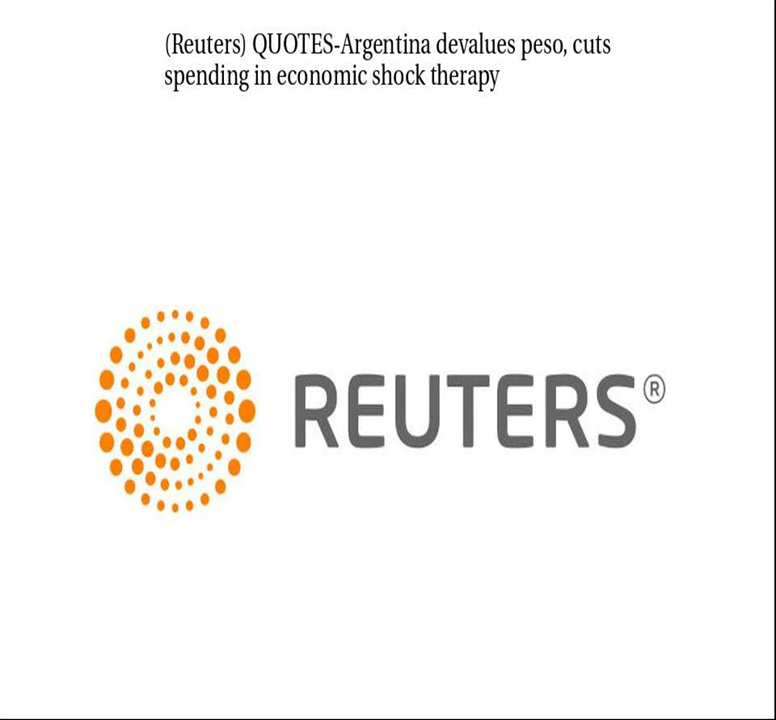 (Reuters) QUOTES-Argentina devalues peso, cuts
spending in economic shock therapy
REUTERS®